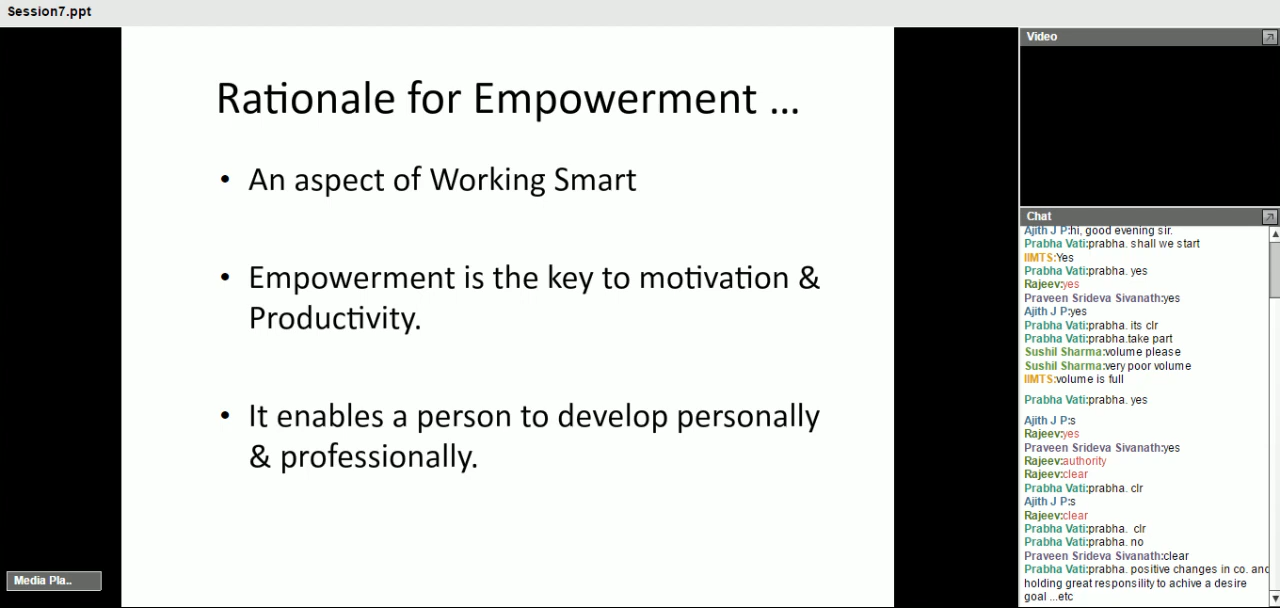 Session7.ppt
Rationale for Empowerment ...
• An aspect of Working Smart
• Empowerment is the key to motivation &
Productivity.
• It enables a person to develop personally
& professionally.
Media Pla..
Video
Chat
Ajith J P:hi, good evening sir.
Prabha Vati:prabha. shall we start
IIMTS:Yes
Prabha Vati:prabha. yes
Rajeev:yes
Praveen Srideva Sivanath:yes
Ajith J P:yes
Prabha Vati:prabha. its clr
Prabha Vati:prabha.take part
Sushil Sharma:volume please
Sushil Sharma:very poor volume
IIMTS:volume is full
Prabha Vati:prabha. yes
Ajith J P:s
Rajeev:yes
Praveen Srideva Sivanath:yes
Rajeev:authority
Rajeev:clear
Prabha Vati:prabha. clr
Ajith J P:s
Rajeev:clear
Prabha Vati:prabha.  clr
Prabha Vati:prabha. no
Praveen Srideva Sivanath:clear
Prabha Vati:prabha. positive changes in co. and
holding great responsility to achive a desire
goal ...etc